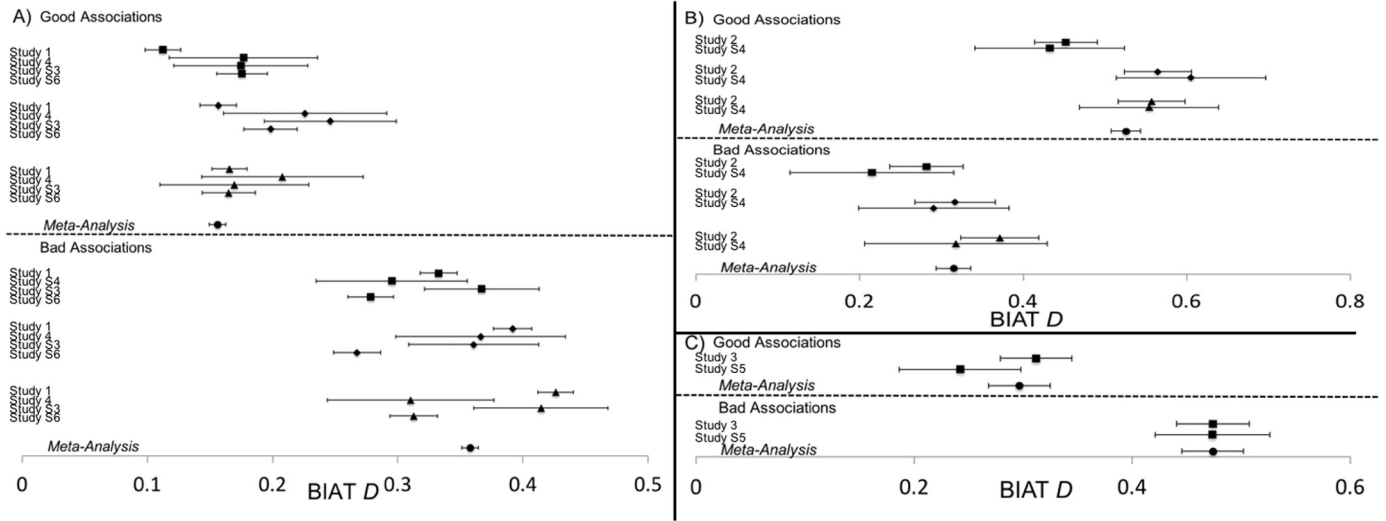 A) Good Associations
Study 1
Study 4
Study S3
Study S6
Study 1
Study 4
Study S3
Study S6
Study 1
Study 4
Study S3
Study S6
Meta-Analysis
Bad Associations
Study 1
Study S4
Study S3
Study S6
Study 1
Study 4
Study S3
Study S6
Study 1
Study 4
Study S3
Study S6
Meta-Analysis
0 0.1 0.2 0.3 0.4 0.5
BIAT D
B) Good Associations
Study 2
Study S4
Study 2
Study S4
Study 2
Study S4
Meta-Analysis
Bad Associations
Study 2
Study S4
Study 2
Study S4
Study 2
Study S4
Meta-Analysis
0 0.2 0.4 0.6 0.8
BIAT D
C) Good Associations
Study 3
Study S5
Meta-Analysis
Bad Associations
Study 3
Study S5
Meta-Analysis
0 0.2 0.4 0.6
BIAT D